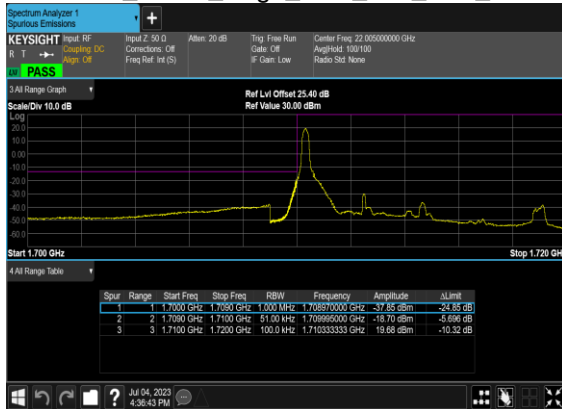 Spectrum Analyzer 1
Spurious Emissions
+
KEYSIGHT Input: RF Input Z: 50 Ω Atten: 20 dB Trig: Free Run Center Freq: 22.005000000 GHz
R T Coupling: DC Corrections: Off Gate: Off Avg|Hold: 100/100
Align: Off Freq Ref: Int (S) IF Gain: Low Radio Std: None
PASS
3 All Range Graph Ref Lvl Offset 25.40 dB
Scale/Div 10.0 dB Ref Value 30.00 dBm
Log
20.0
10.0
0.00
-10.0
-20.0
-30.0
-40.0
-50.0
-60.0
Start 1.700 GHz Stop 1.720 GH
4 All Range Table
Spur Range Start Freq Stop Freq RBW Frequency Amplitude ΔLimit
1 1 1.7000 GHz 1.7090 GHz 1.000 MHz 1.708970000 GHz -37.85 dBm -24.85 dB
2 2 1.7090 GHz 1.7100 GHz 51.00 kHz 1.709995000 GHz -18.70 dBm -5.696 dB
3 3 1.7100 GHz 1.7200 GHz 100.0 kHz 1.710333333 GHz 19.68 dBm -10.32 dB
? Jul 04, 2023
4:36:43 PM